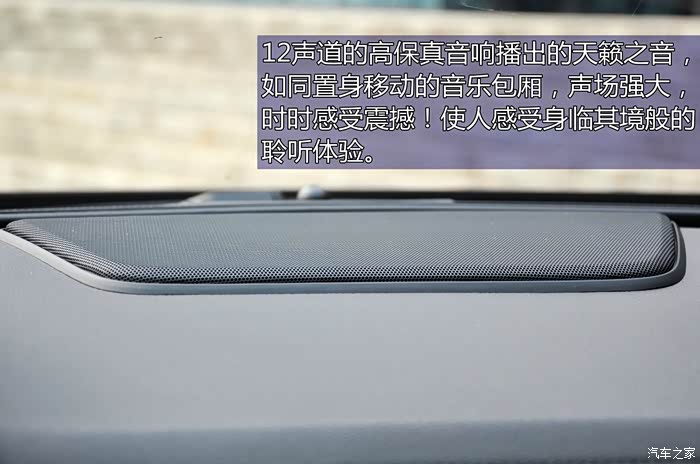 12声道的高保真音响播出的天籁之音，
如同置身移动的音乐包厢，声场强大，
时时感受震撼！使人感受身临其境般的
聆听体验。
汽车之家